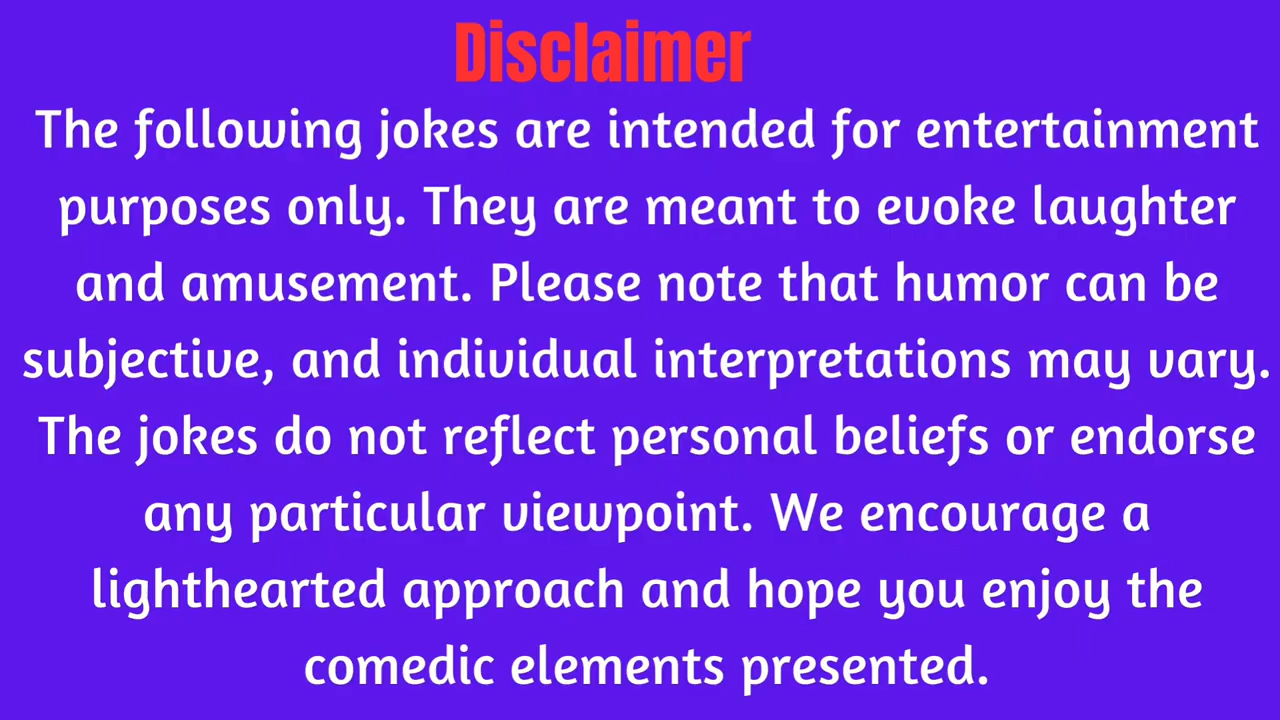 Disclaimer
The following jokes are intended for entertainment
purposes only. They are meant to evoke laughter
and amusement. Please note that humor can be
subjective, and individual interpretations may vary.
The jokes do not reflect personal beliefs or endorse
any particular viewpoint. We encourage a
lighthearted approach and hope you enjoy the
comedic elements presented.